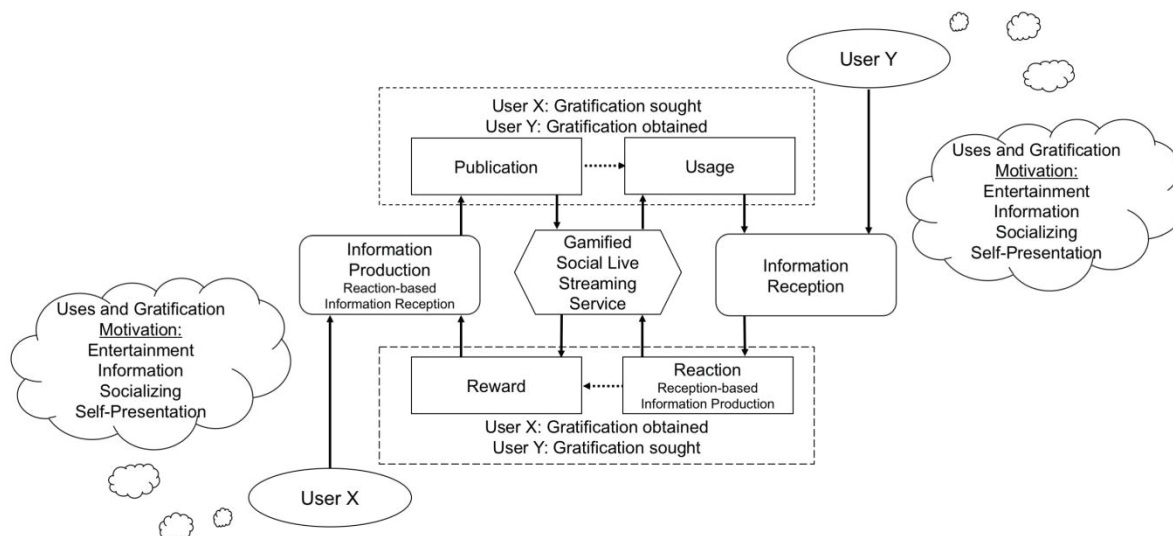 User Y
User X: Gratification sought
User Y: Gratification obtained
Publication
Usage
Uses and Gratification
Motivation:
Entertainment
Information
Socializing
Self-Presentation
Information
Production
Reaction-based
Information Reception
Gamified
Social Live
Streaming
Service
Information
Reception
Uses and Gratification
Motivation:
Entertainment
Information
Socializing
Self-Presentation
Reward
Reaction
Reception-based
Information Production
User X: Gratification obtained
User Y: Gratification sought
User X